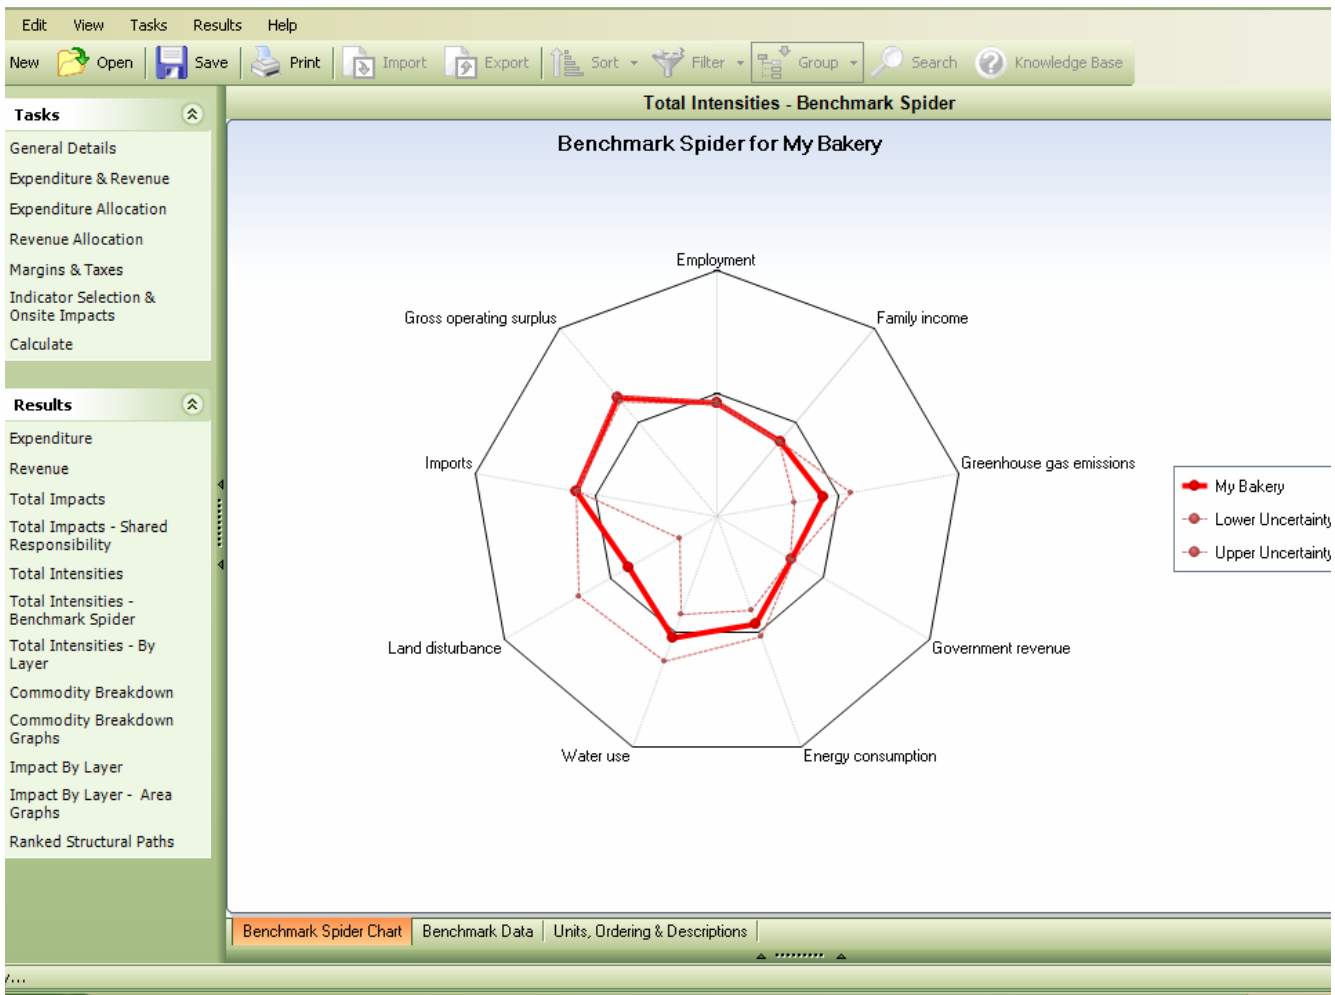 Edit View Tasks Results Help
New Open Save Print Import Export Sort Filter Group Search Knowledge Base
Tasks
General Details
Expenditure & Revenue
Expenditure Allocation
Revenue Allocation
Margins & Taxes
Indicator Selection &
Onsite Impacts
Calculate
Results
Expenditure
Revenue
Total Impacts
Total Impacts - Shared
Responsibility
Total Intensities
Total Intensities -
Benchmark Spider
Total Intensities - By
Layer
Commodity Breakdown
Commodity Breakdown
Graphs
Impact By Layer
Impact By Layer - Area
Graphs
Ranked Structural Paths
Total Intensities - Benchmark Spider
Benchmark Spider for My Bakery
Employment
Gross operating surplus
Family income
Imports
Greenhouse gas emissions
Land disturbance
Government revenue
Water use
Energy consumption
My Bakery
Lower Uncertainty
Upper Uncertainty
Benchmark Spider Chart Benchmark Data Units, Ordering & Descriptions